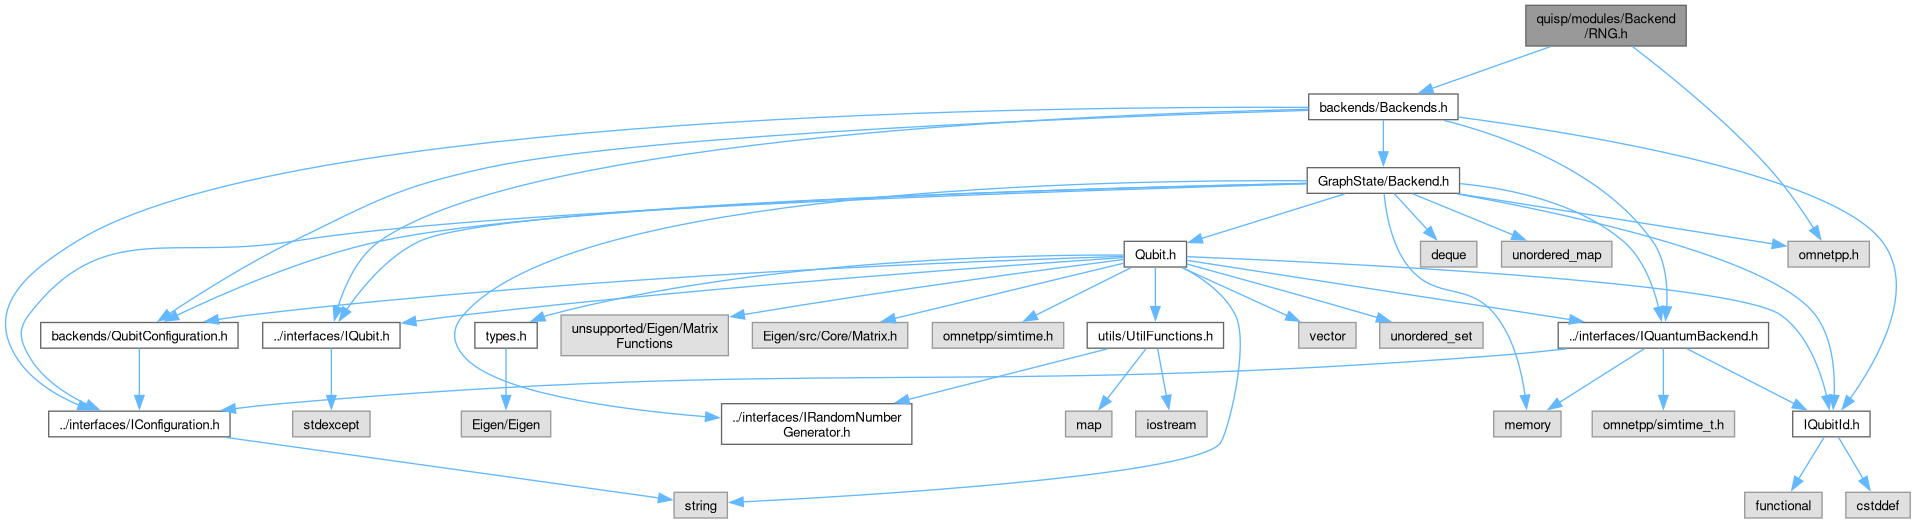 quisp/modules/Backend
/RNG.h
backends/Backends.h
GraphState/Backend.h
Qubit.h
deque
unordered_map
omnetpp.h
backends/QubitConfiguration.h
../interfaces/IQubit.h
types.h
unsupported/Eigen/Matrix
Functions
Eigen/src/Core/Matrix.h
omnetpp/simtime.h
utils/UtilFunctions.h
vector
unordered_set
../interfaces/IQuantumBackend.h
../interfaces/IConfiguration.h
stdexcept
Eigen/Eigen
../interfaces/IRandomNumber
Generator.h
map
iostream
memory
omnetpp/simtime_t.h
IQubitId.h
string
functional
cstddef